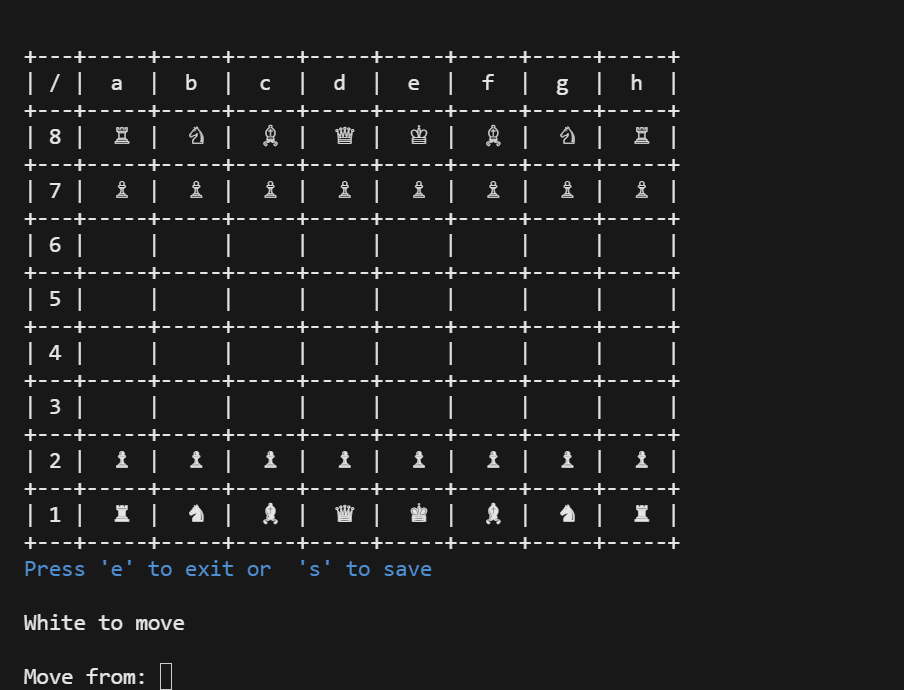 +---+-----+-----+-----+-----+-----+-----+-----+-----+
| / |  a  |  b  |  c  |  d  |  e  |  f  |  g  |  h  |
+---+-----+-----+-----+-----+-----+-----+-----+-----+
| 8 |  ♖  |  ♘  |  ♗  |  ♕  |  ♔  |  ♗  |  ♘  |  ♖  |
+---+-----+-----+-----+-----+-----+-----+-----+-----+
| 7 |  ♙  |  ♙  |  ♙  |  ♙  |  ♙  |  ♙  |  ♙  |  ♙  |
+---+-----+-----+-----+-----+-----+-----+-----+-----+
| 6 |     |     |     |     |     |     |     |     |
+---+-----+-----+-----+-----+-----+-----+-----+-----+
| 5 |     |     |     |     |     |     |     |     |
+---+-----+-----+-----+-----+-----+-----+-----+-----+
| 4 |     |     |     |     |     |     |     |     |
+---+-----+-----+-----+-----+-----+-----+-----+-----+
| 3 |     |     |     |     |     |     |     |     |
+---+-----+-----+-----+-----+-----+-----+-----+-----+
| 2 |  ♟  |  ♟  |  ♟  |  ♟  |  ♟  |  ♟  |  ♟  |  ♟  |
+---+-----+-----+-----+-----+-----+-----+-----+-----+
| 1 |  ♜  |  ♞  |  ♝  |  ♛  |  ♚  |  ♝  |  ♞  |  ♜  |
+---+-----+-----+-----+-----+-----+-----+-----+-----+
Press 'e' to exit or  's' to save
White to move
Move from: